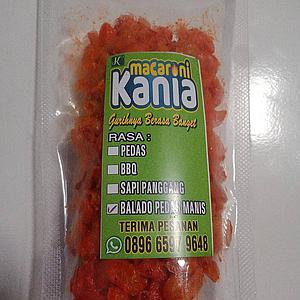 K
macaroni
Kania
Gurihnya Berasa Banget
RASA :
PEDAS
BBQ
SAPI PANGGANG
BALADO PEDAS MANIS
TERIMA PESANAN
0896 6597 9648